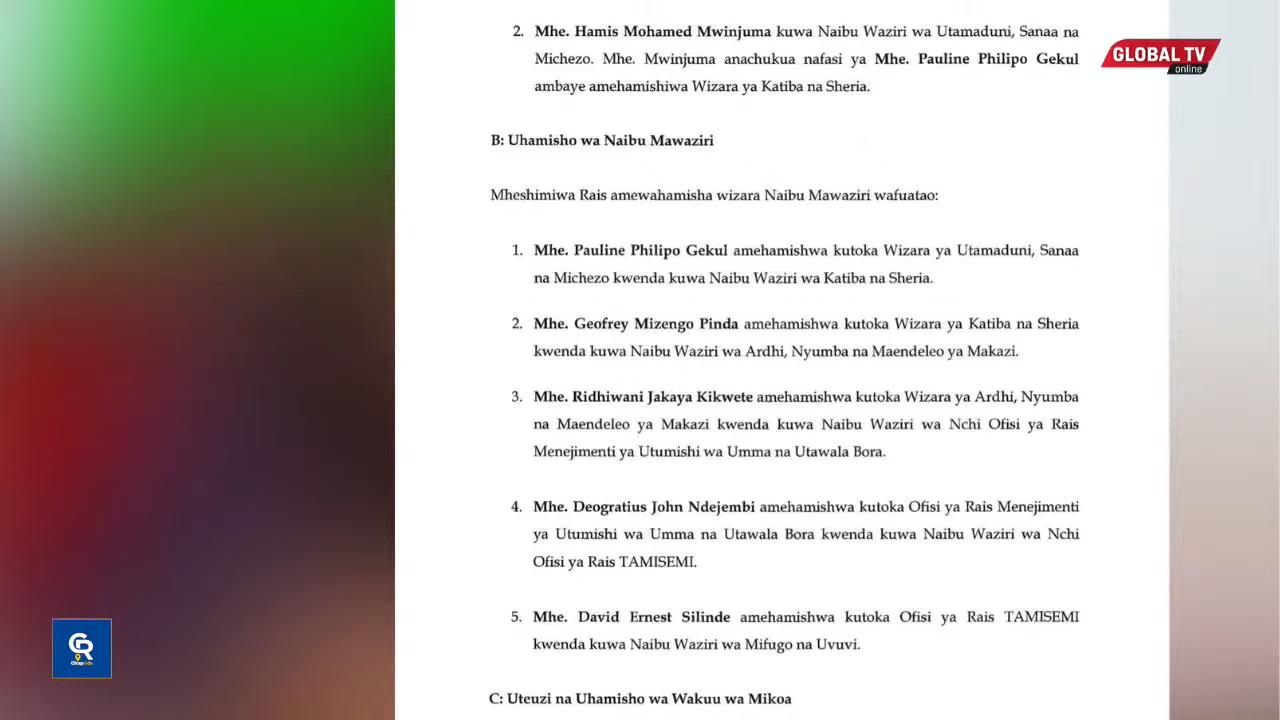 2. Mhe. Hamis Mohamed Mwinjuma kuwa Naibu Waziri wa Utamaduni, Sanaa na
Michezo. Mhe. Mwinjuma anachukua nafasi ya Mhe. Pauline Philipo Gekul
ambaye amehamishiwa Wizara ya Katiba na Sheria.
GLOBAL TV
online
B: Uhamisho wa Naibu Mawaziri
Mheshimiwa Rais amewahamisha wizara Naibu Mawaziri wafuatao:
1. Mhe. Pauline Philipo Gekul amehamishwa kutoka Wizara ya Utamaduni, Sanaa
na Michezo kwenda kuwa Naibu Waziri wa Katiba na Sheria.
2. Mhe. Geofrey Mizengo Pinda amehamishwa kutoka Wizara ya Katiba na Sheria
kwenda kuwa Naibu Waziri wa Ardhi, Nyumba na Maendeleo ya Makazi.
3. Mhe. Ridhiwani Jakaya Kikwete amehamishwa kutoka Wizara ya Ardhi, Nyumba
na Maendeleo ya Makazi kwenda kuwa Naibu Waziri wa Nchi Ofisi ya Rais
Menejimenti ya Utumishi wa Umma na Utawala Bora.
4. Mhe. Deogratius John Ndejembi amehamishwa kutoka Ofisi ya Rais Menejimenti
ya Utumishi wa Umma na Utawala Bora kwenda kuwa Naibu Waziri wa Nchi
Ofisi ya Rais TAMISEMI.
5. Mhe. David Ernest Silinde amehamishwa kutoka Ofisi ya Rais TAMISEMI
kwenda kuwa Naibu Waziri wa Mifugo na Uvuvi.
GR
Chapride
C: Uteuzi na Uhamisho wa Wakuu wa Mikoa